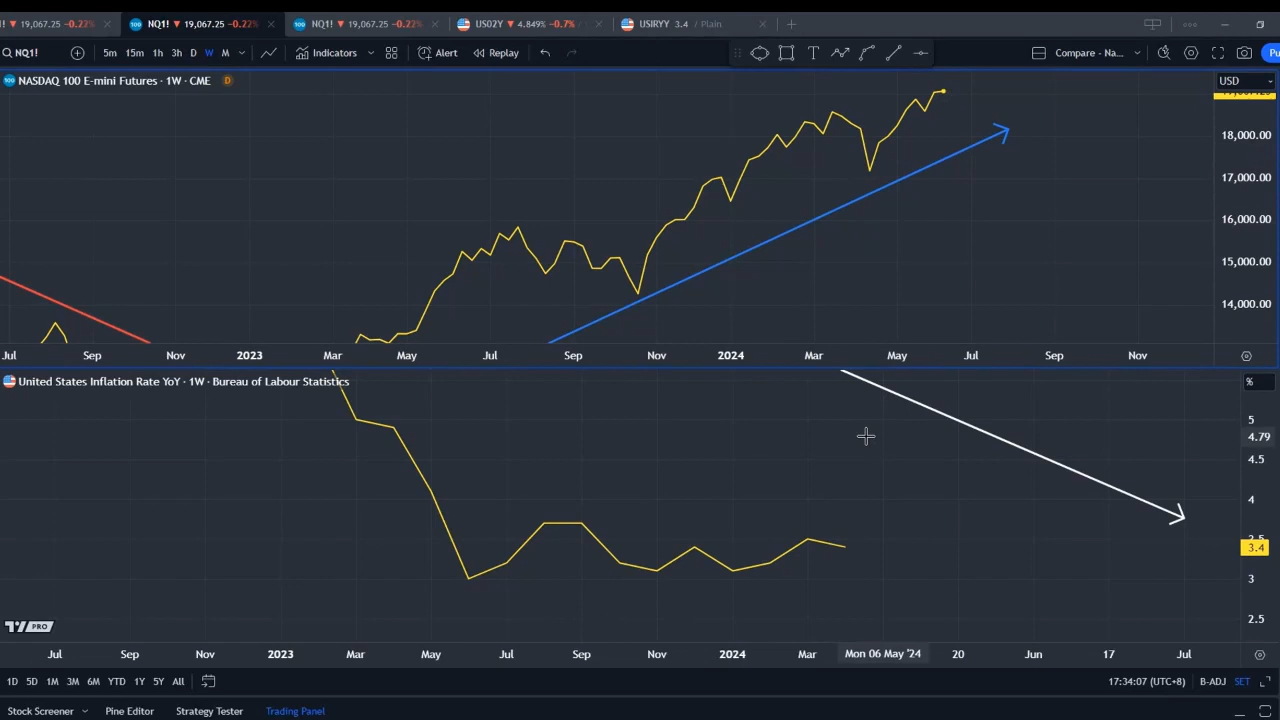 NQ1! 19,067.25 -0.22% NQ1! 19,067.25 -0.22% US02Y 4.849% -0.7% USIRYY 3.4 / Plain
NQ1! 5m 15m 1h 3h D W M Indicators Alert Replay Compare - Na...
NASDAQ 100 E-mini Futures · 1W · CME D USD
18,000.00
17,000.00
16,000.00
15,000.00
14,000.00
Jul Sep Nov 2023 Mar May Jul Sep Nov 2024 Mar May Jul Sep Nov
United States Inflation Rate YoY · 1W · Bureau of Labour Statistics %
5
4.79
4.5
4
3.4
3
2.5
PRO
Jul Sep Nov 2023 Mar May Jul Sep Nov 2024 Mar Mon 06 May '24 20 Jun 17 Jul
1D 5D 1M 3M 6M YTD 1Y 5Y All 17:34:07 (UTC+8) B-ADJ SET
Stock Screener Pine Editor Strategy Tester Trading Panel